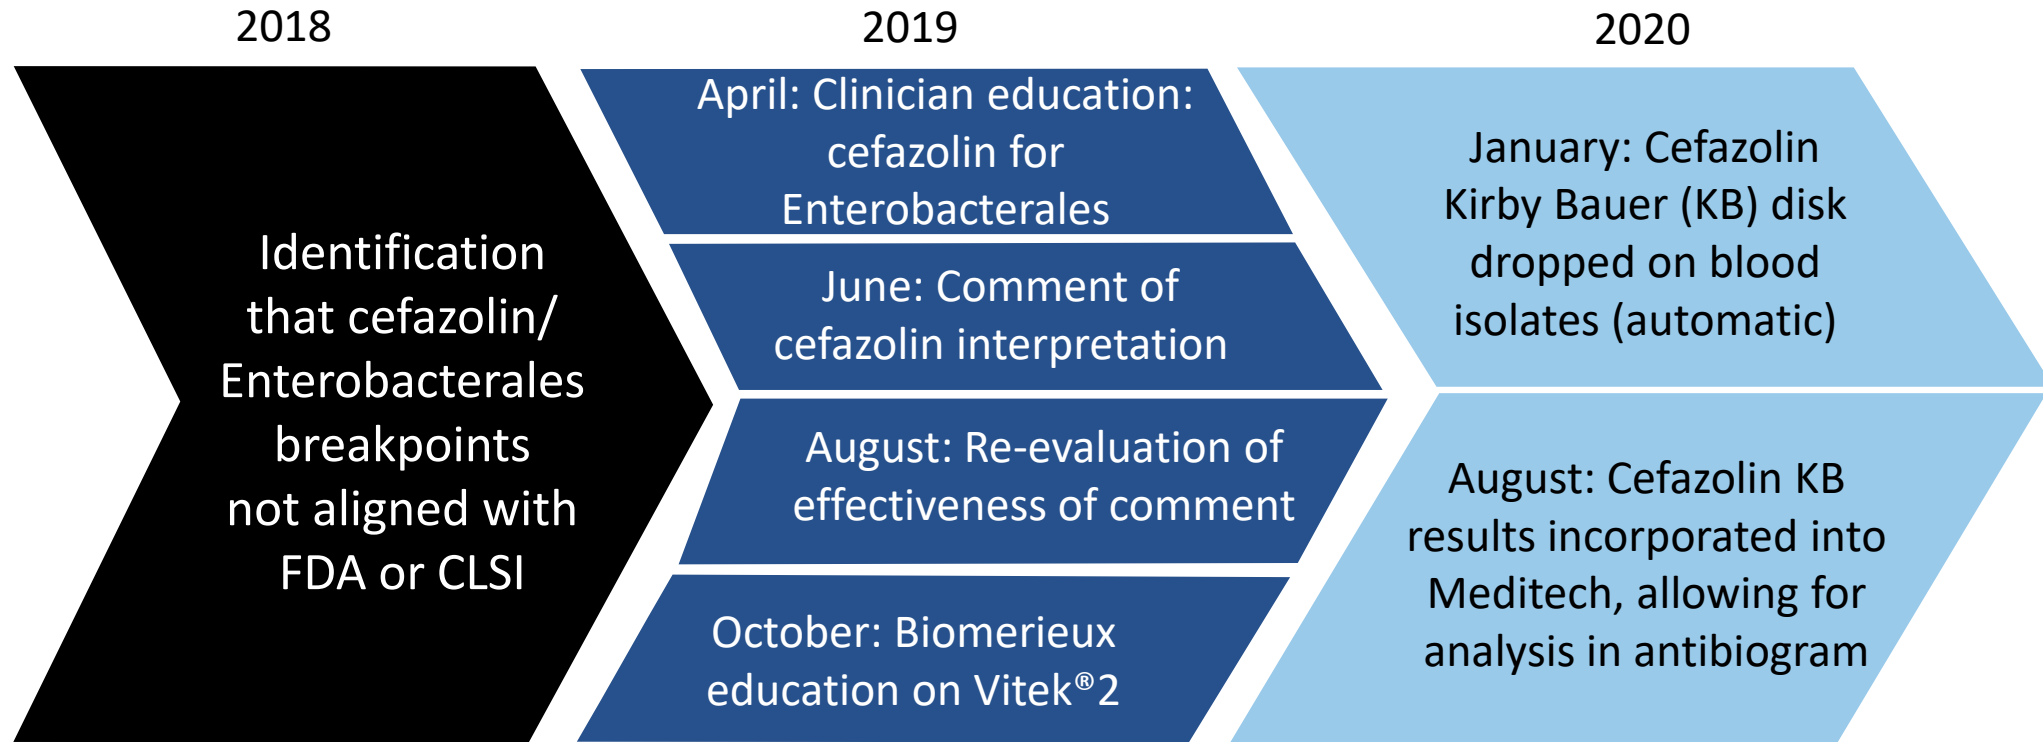 2018
Identification
that cefazolin/
Enterobacterales
breakpoints
not aligned with
FDA or CLSI
2019
April: Clinician education:
cefazolin for
Enterobacterales
June: Comment of
cefazolin interpretation
August: Re-evaluation of
effectiveness of comment
October: Biomerieux
education on Vitek®2
2020
January: Cefazolin
Kirby Bauer (KB) disk
dropped on blood
isolates (automatic)
August: Cefazolin KB
results incorporated into
Meditech, allowing for
analysis in antibiogram